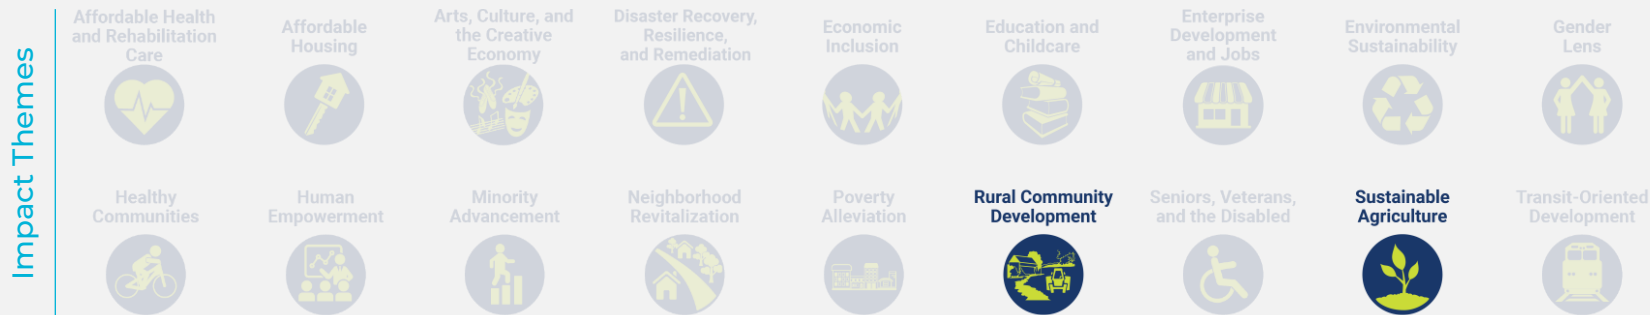 Impact Themes
Affordable Health
and Rehabilitation
Care
Affordable
Housing
Arts, Culture, and
the Creative
Economy
Disaster Recovery,
Resilience,
and Remediation
Economic
Inclusion
Education and
Childcare
Enterprise
Development
and Jobs
Environmental
Sustainability
Gender
Lens
Healthy
Communities
Human
Empowerment
Minority
Advancement
Neighborhood
Revitalization
Poverty
Alleviation
Rural Community
Development
Seniors, Veterans,
and the Disabled
Sustainable
Agriculture
Transit-Oriented
Development